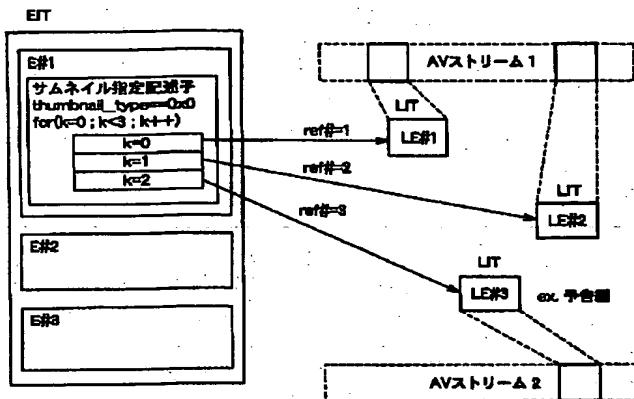 EIT
E#1
サムネイル指定記述子
thumbnail_type==0x0
for(k=0 ; k<3 ; k++)
k=0
k=1
k=2
E#2
E#3
ref#=1
ref#=2
ref#=3
AVストリーム 1
LIT
LE#1
LIT
LE#2
LIT
LE#3
ex. 予告編
AVストリーム 2